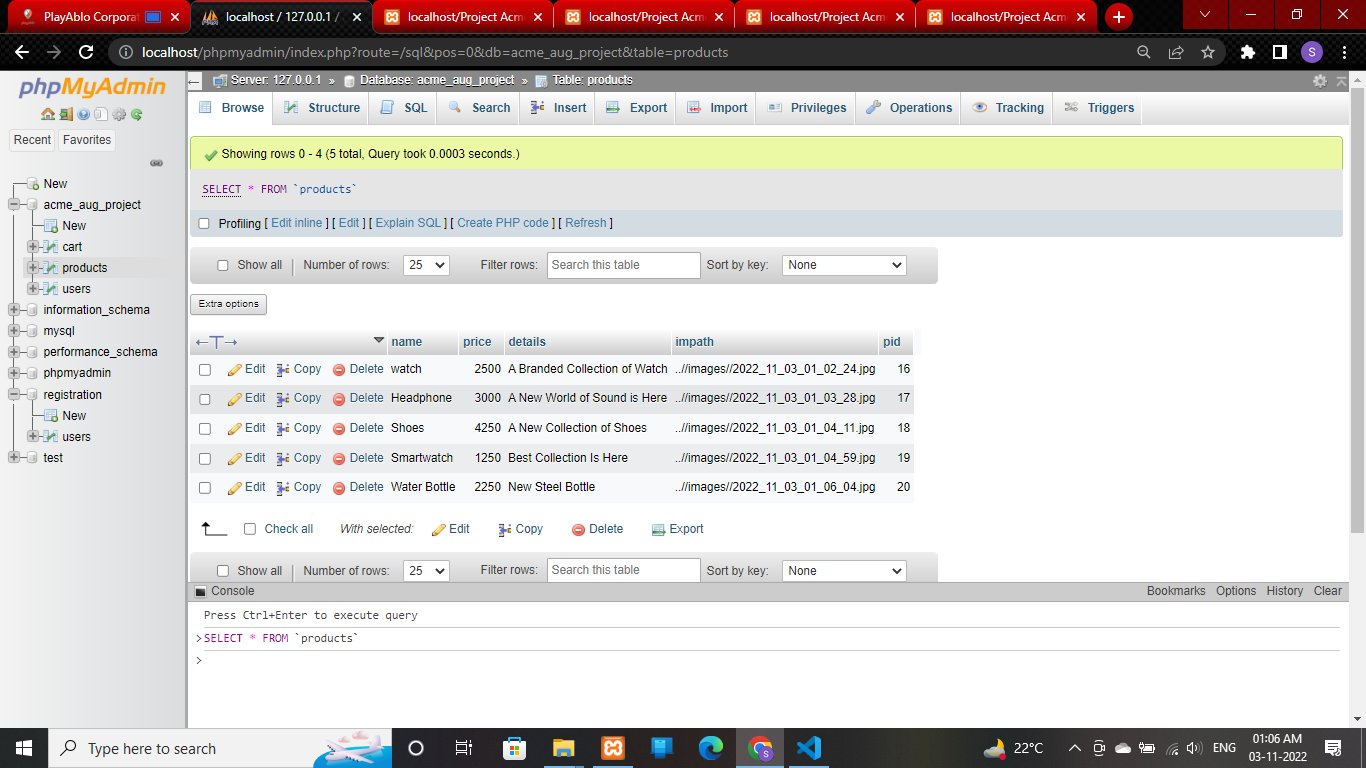 PlayAblo Corporat
localhost / 127.0.0.1 /
localhost/Project Acm
localhost/Project Acm
localhost/Project Acm
localhost/Project Acm
localhost/phpmyadmin/index.php?route=/sql&pos=0&db=acme_aug_project&table=products
S
phpMyAdmin
Recent Favorites
New
acme_aug_project
New
cart
products
users
information_schema
mysql
performance_schema
phpmyadmin
registration
New
users
test
Server: 127.0.0.1 » Database: acme_aug_project » Table: products
Browse Structure SQL Search Insert Export Import Privileges Operations Tracking Triggers
Showing rows 0 - 4 (5 total, Query took 0.0003 seconds.)
SELECT * FROM `products`
Profiling [ Edit inline ] [ Edit ] [ Explain SQL ] [ Create PHP code ] [ Refresh ]
Show all Number of rows: 25 Filter rows: Search this table Sort by key: None
Extra options
←T→ name price details impath pid
Edit Copy Delete watch 2500 A Branded Collection of Watch ..//images//2022_11_03_01_02_24.jpg 16
Edit Copy Delete Headphone 3000 A New World of Sound is Here ..//images//2022_11_03_01_03_28.jpg 17
Edit Copy Delete Shoes 4250 A New Collection of Shoes ..//images//2022_11_03_01_04_11.jpg 18
Edit Copy Delete Smartwatch 1250 Best Collection Is Here ..//images//2022_11_03_01_04_59.jpg 19
Edit Copy Delete Water Bottle 2250 New Steel Bottle ..//images//2022_11_03_01_06_04.jpg 20
Check all With selected: Edit Copy Delete Export
Show all Number of rows: 25 Filter rows: Search this table Sort by key: None
Console Bookmarks Options History Clear
Press Ctrl+Enter to execute query
>SELECT * FROM `products`
>
Type here to search
22°C ENG
01:06 AM
03-11-2022